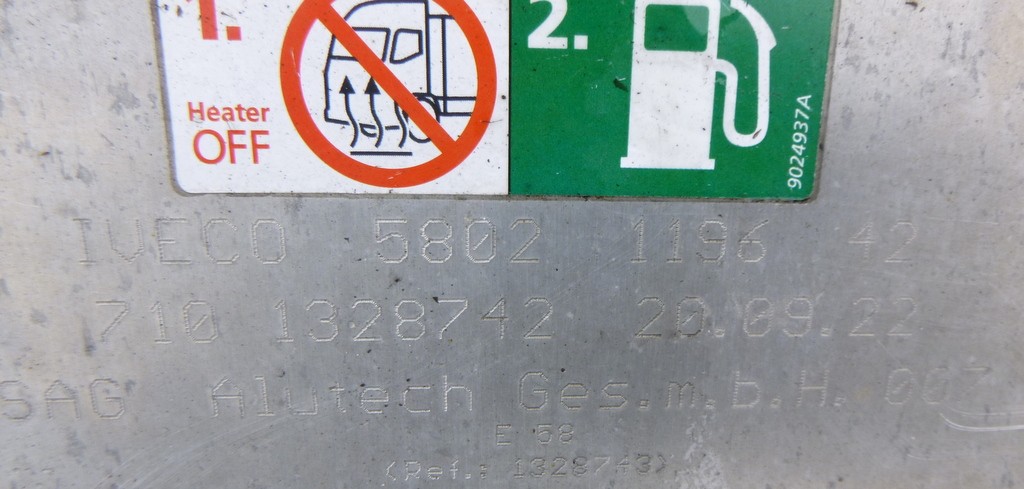 1.
Heater
OFF
2.
9024937A
IVECO 5802 1196 42
710 1328742 20.09.22
SAG Alutech Ges.m.b.H. 007
E 58
(Ref.: 1328743)